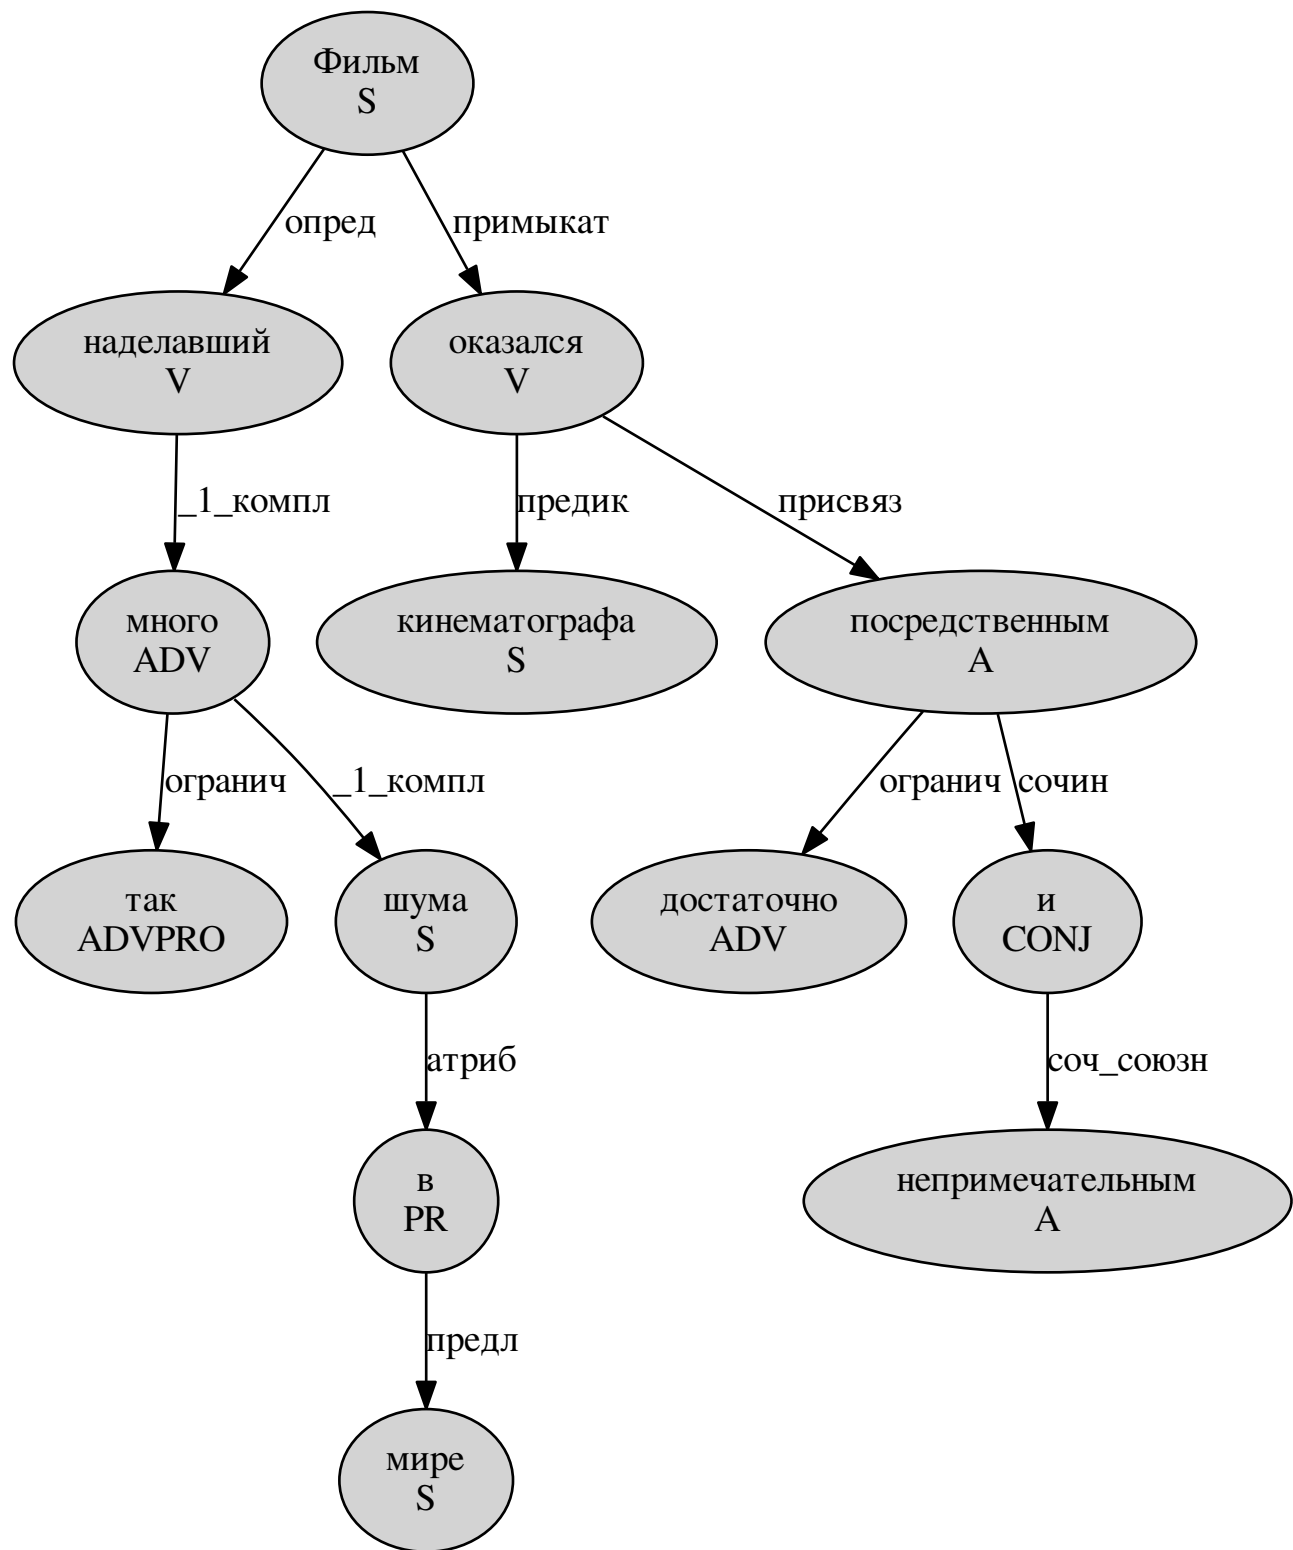 Фильм
S
опред
примыкат
наделавший
V
оказался
V
_1_компл
предик
присвяз
много
ADV
кинематографа
S
посредственным
A
огранич
_1_компл
огранич
сочин
так
ADVPRO
шума
S
достаточно
ADV
и
CONJ
атриб
соч_союзн
в
PR
непримечательным
A
предл
мире
S